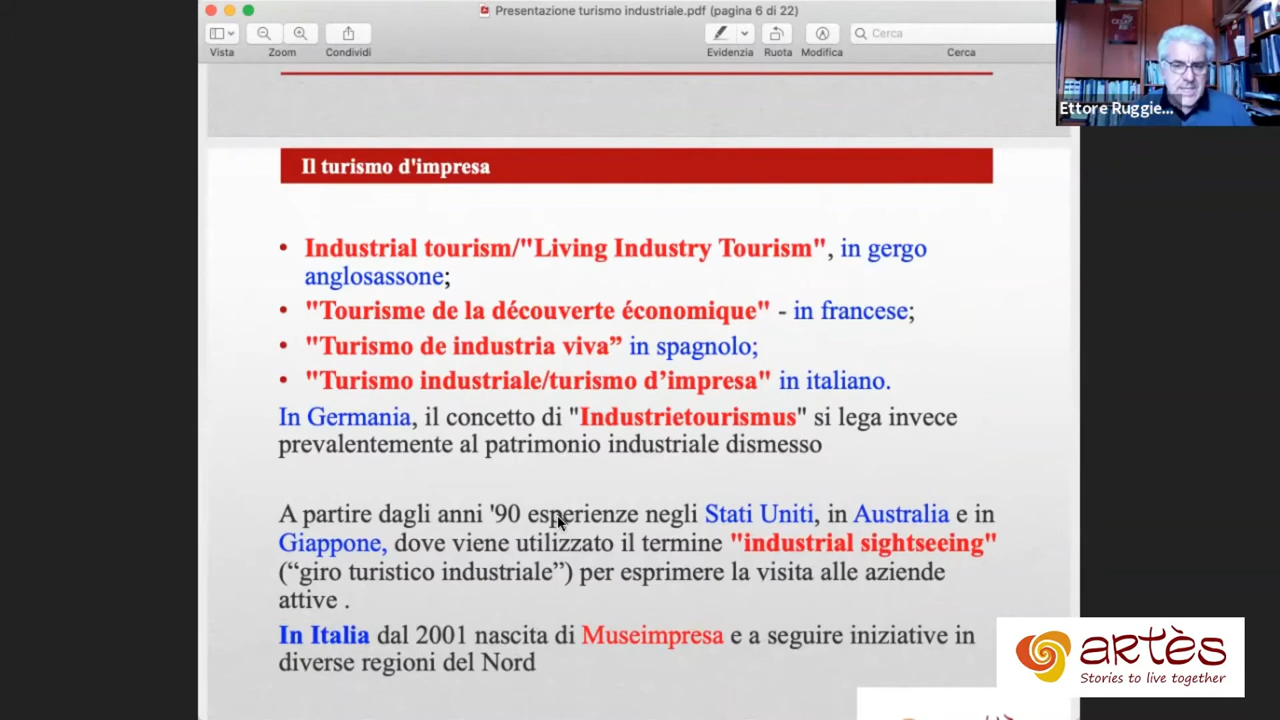 Presentazione turismo industriale.pdf (pagina 6 di 22)
Vista
Zoom
Condividi
Evidenzia
Ruota
Modifica
Cerca
Cerca
Ettore Ruggie...
Il turismo d'impresa
• Industrial tourism/"Living Industry Tourism", in gergo
anglosassone;
• "Tourisme de la découverte économique" - in francese;
• "Turismo de industria viva” in spagnolo;
• "Turismo industriale/turismo d’impresa" in italiano.
In Germania, il concetto di "Industrietourismus" si lega invece
prevalentemente al patrimonio industriale dismesso
A partire dagli anni '90 esperienze negli Stati Uniti, in Australia e in
Giappone, dove viene utilizzato il termine "industrial sightseeing"
(“giro turistico industriale”) per esprimere la visita alle aziende
attive .
In Italia dal 2001 nascita di Museimpresa e a seguire iniziative in
diverse regioni del Nord
artès
Stories to live together